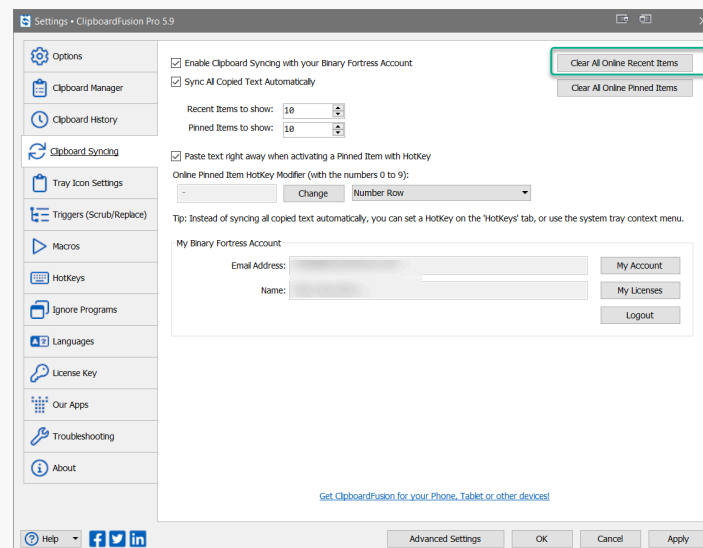 Settings • ClipboardFusion Pro 5.9
Options
Clipboard Manager
Clipboard History
Clipboard Syncing
Tray Icon Settings
Triggers (Scrub/Replace)
Macros
HotKeys
Ignore Programs
Languages
License Key
Our Apps
Troubleshooting
About
Enable Clipboard Syncing with your Binary Fortress Account
Clear All Online Recent Items
Sync All Copied Text Automatically
Clear All Online Pinned Items
Recent Items to show: 10
Pinned Items to show: 10
Paste text right away when activating a Pinned Item with HotKey
Online Pinned Item HotKey Modifier (with the numbers 0 to 9):
- Change Number Row
Tip: Instead of syncing all copied text automatically, you can set a HotKey on the 'HotKeys' tab, or use the system tray context menu.
My Binary Fortress Account
Email Address: My Account
Name: My Licenses
Logout
Get ClipboardFusion for your Phone, Tablet or other devices!
Help Advanced Settings OK Cancel Apply